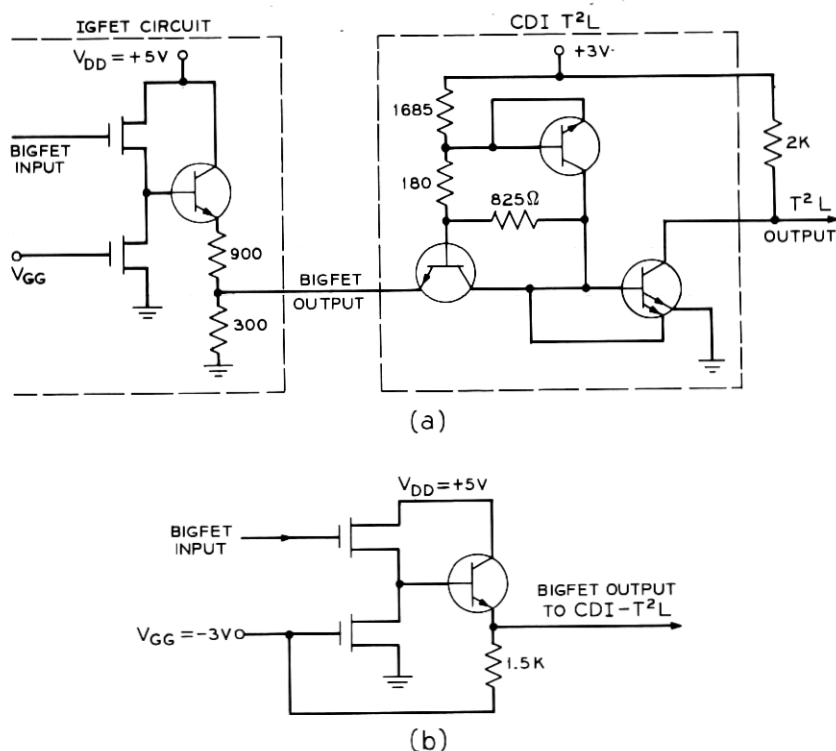 IGFET CIRCUIT
V_DD = +5V
BIGFET
INPUT
V_GG
900
300
BIGFET
OUTPUT
CDI T²L
+3V
1685
180
825Ω
2K
T²L
OUTPUT
(a)
V_DD = +5V
BIGFET
INPUT
V_GG = -3V
BIGFET OUTPUT
TO CDI-T²L
1.5K
(b)